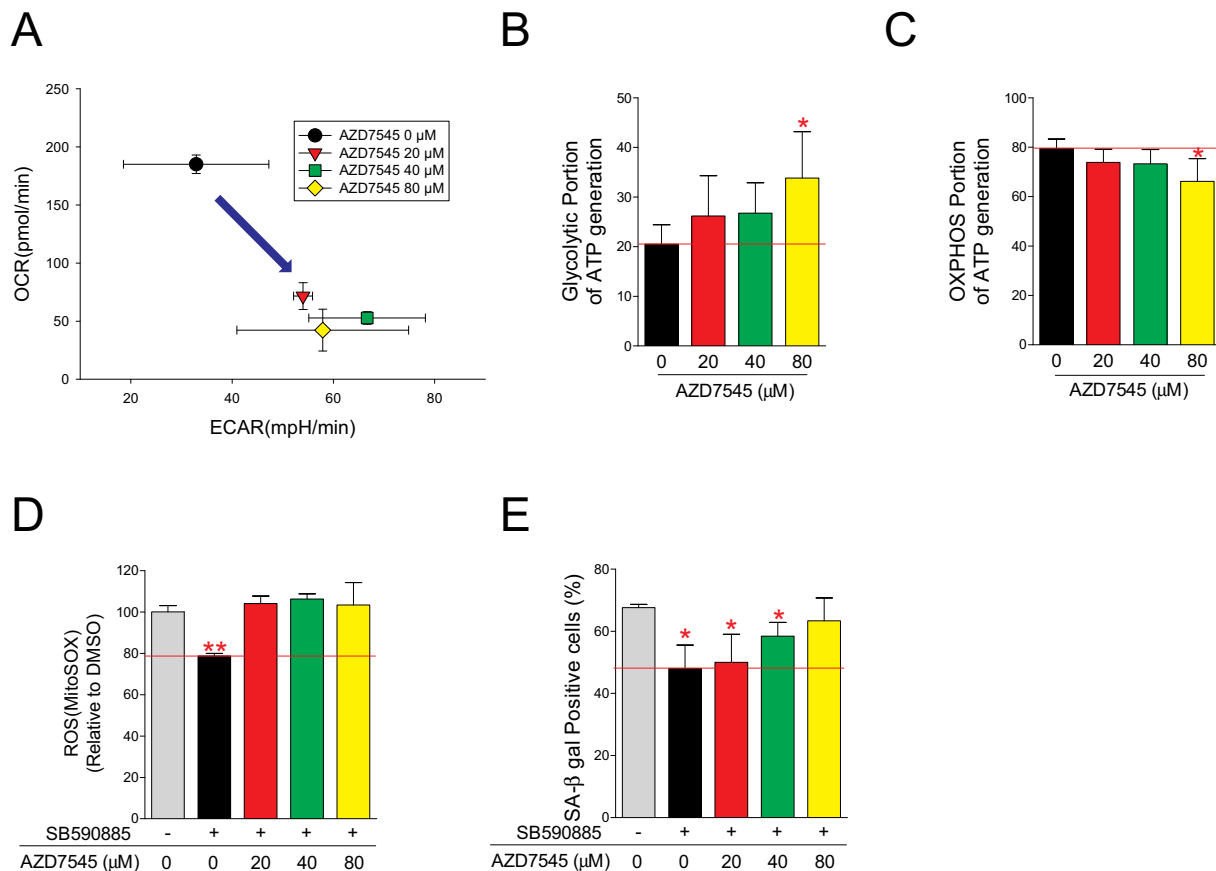 A
B
C
OCR(pmol/min)
250
200
150
100
50
0
AZD7545 0 µM
AZD7545 20 µM
AZD7545 40 µM
AZD7545 80 µM
20 40 60 80
ECAR(mpH/min)
Glycolytic Portion
of ATP generation
50
40
30
20
10
0
*
0 20 40 80
AZD7545 (µM)
OXPHOS Portion
of ATP generation
100
80
60
40
20
0
*
0 20 40 80
AZD7545 (µM)
D
E
ROS(MitoSOX)
(Relative to DMSO)
120
100
80
60
40
20
0
**
SB590885 - + + + +
AZD7545 (µM) 0 0 20 40 80
SA-β gal Positive cells (%)
80
60
40
20
0
* * *
SB590885 - + + + +
AZD7545 (µM) 0 0 20 40 80